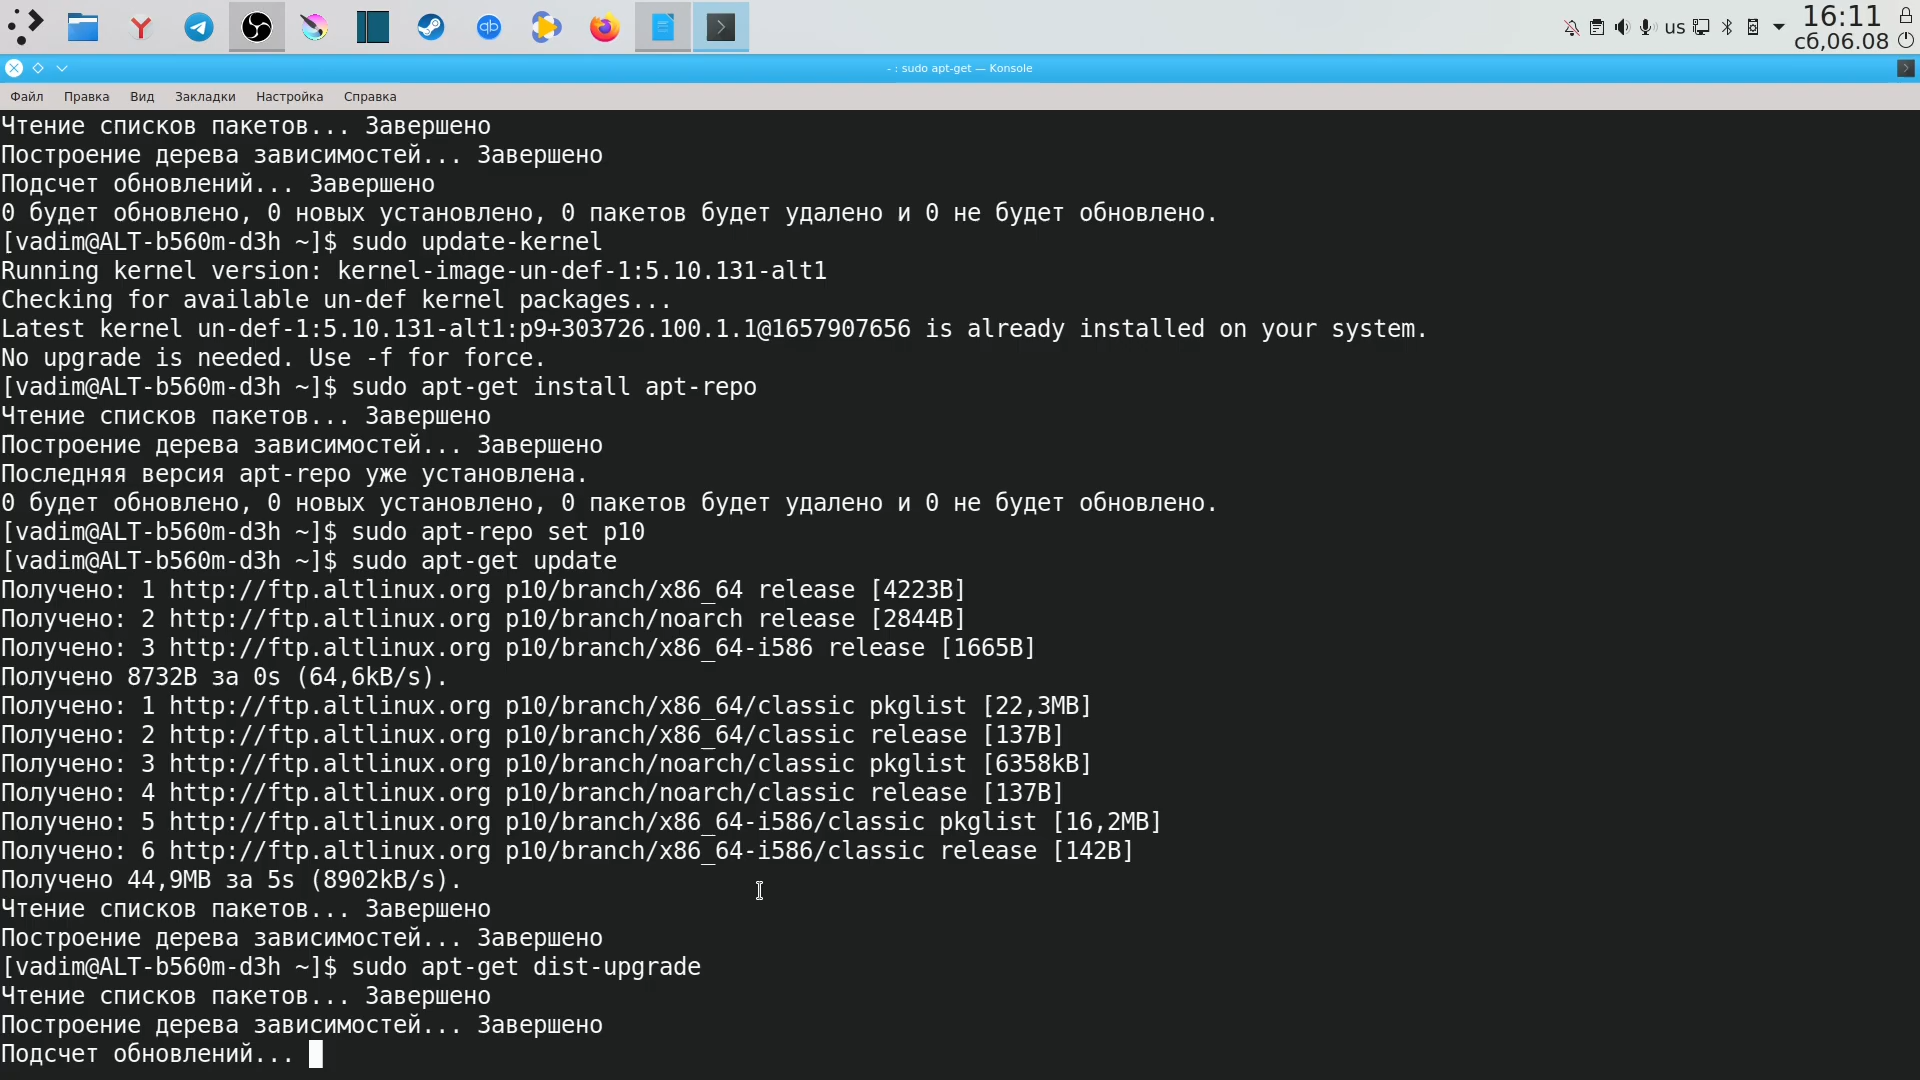 16:11
us
сб,06.08
- : sudo apt-get — Konsole
Файл Правка Вид Закладки Настройка Справка
Чтение списков пакетов... Завершено
Построение дерева зависимостей... Завершено
Подсчет обновлений... Завершено
0 будет обновлено, 0 новых установлено, 0 пакетов будет удалено и 0 не будет обновлено.
[vadim@ALT-b560m-d3h ~]$ sudo update-kernel
Running kernel version: kernel-image-un-def-1:5.10.131-alt1
Checking for available un-def kernel packages...
Latest kernel un-def-1:5.10.131-alt1:p9+303726.100.1.1@1657907656 is already installed on your system.
No upgrade is needed. Use -f for force.
[vadim@ALT-b560m-d3h ~]$ sudo apt-get install apt-repo
Чтение списков пакетов... Завершено
Построение дерева зависимостей... Завершено
Последняя версия apt-repo уже установлена.
0 будет обновлено, 0 новых установлено, 0 пакетов будет удалено и 0 не будет обновлено.
[vadim@ALT-b560m-d3h ~]$ sudo apt-repo set p10
[vadim@ALT-b560m-d3h ~]$ sudo apt-get update
Получено: 1 http://ftp.altlinux.org p10/branch/x86_64 release [4223B]
Получено: 2 http://ftp.altlinux.org p10/branch/noarch release [2844B]
Получено: 3 http://ftp.altlinux.org p10/branch/x86_64-i586 release [1665B]
Получено 8732B за 0s (64,6kB/s).
Получено: 1 http://ftp.altlinux.org p10/branch/x86_64/classic pkglist [22,3MB]
Получено: 2 http://ftp.altlinux.org p10/branch/x86_64/classic release [137B]
Получено: 3 http://ftp.altlinux.org p10/branch/noarch/classic pkglist [6358kB]
Получено: 4 http://ftp.altlinux.org p10/branch/noarch/classic release [137B]
Получено: 5 http://ftp.altlinux.org p10/branch/x86_64-i586/classic pkglist [16,2MB]
Получено: 6 http://ftp.altlinux.org p10/branch/x86_64-i586/classic release [142B]
Получено 44,9MB за 5s (8902kB/s).
Чтение списков пакетов... Завершено
Построение дерева зависимостей... Завершено
[vadim@ALT-b560m-d3h ~]$ sudo apt-get dist-upgrade
Чтение списков пакетов... Завершено
Построение дерева зависимостей... Завершено
Подсчет обновлений...